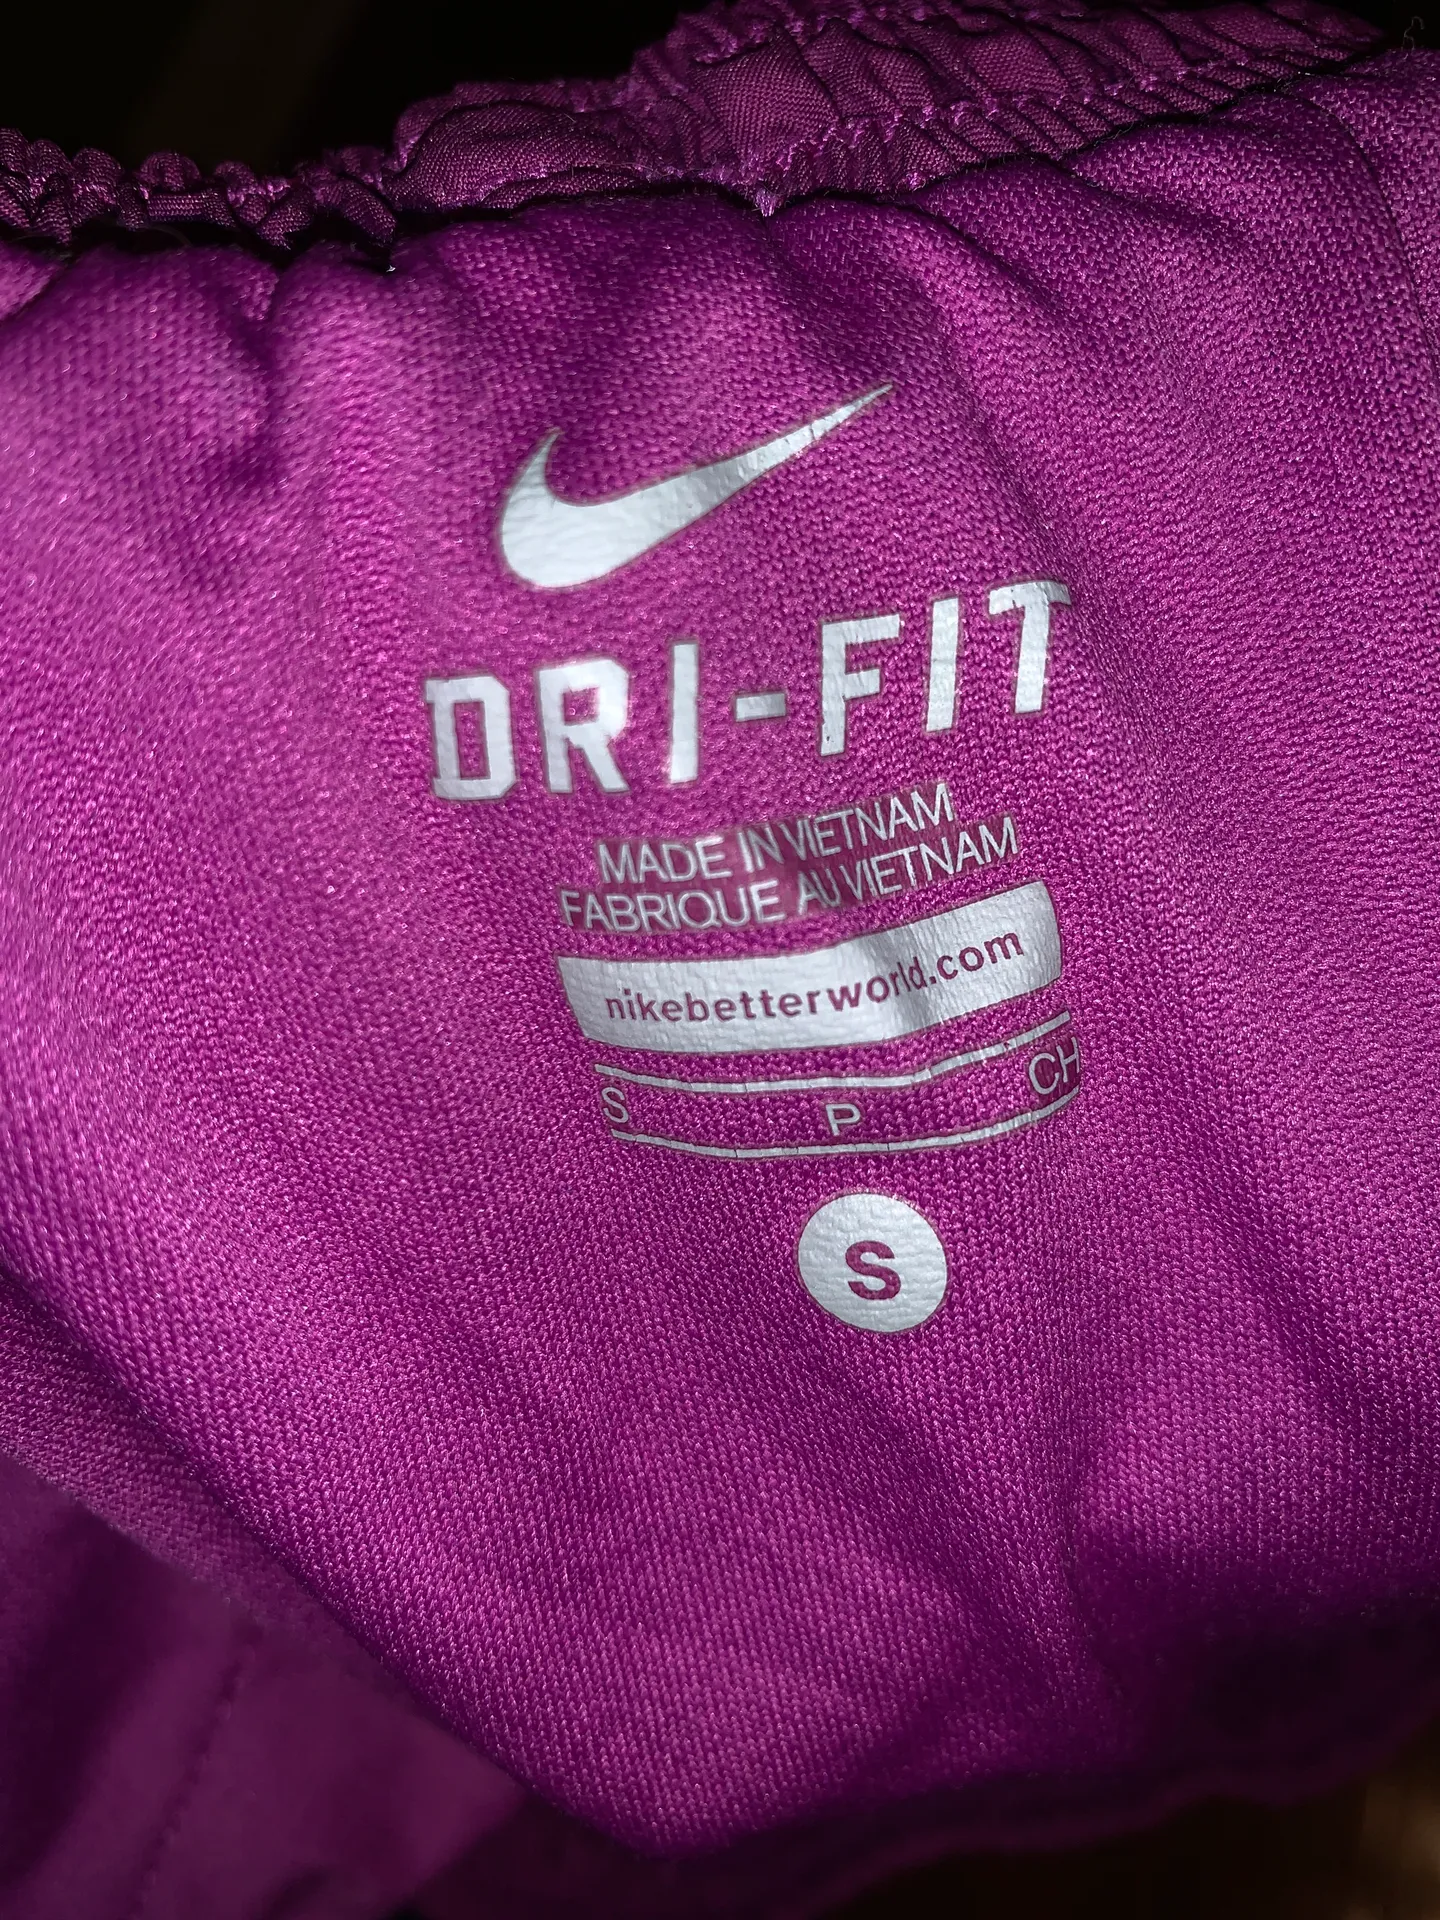 DRI-FIT
MADE IN VIETNAM
FABRIQUE AU VIETNAM
nikebetterworld.com
S P CH
S